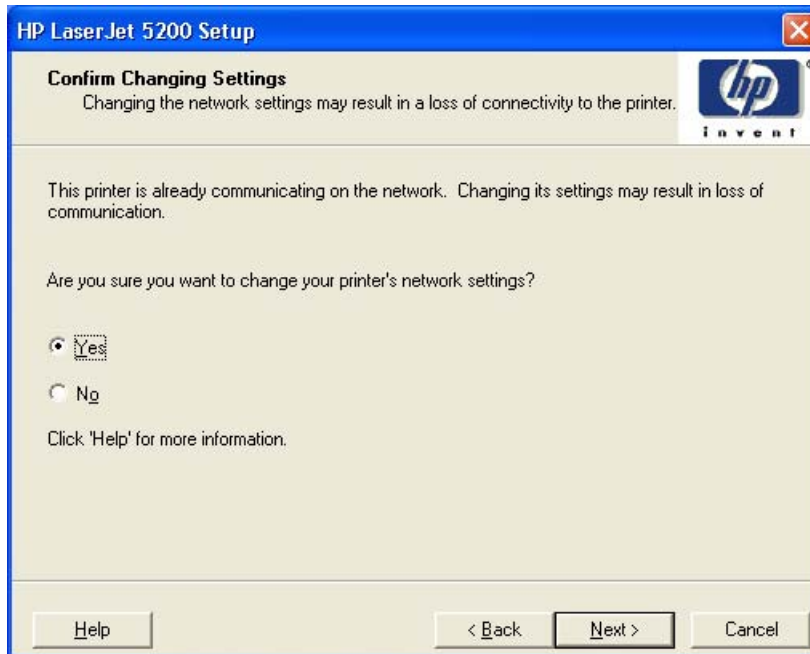 HP LaserJet 5200 Setup
Confirm Changing Settings
Changing the network settings may result in a loss of connectivity to the printer.
hp
invent
This printer is already communicating on the network.  Changing its settings may result in loss of
communication.
Are you sure you want to change your printer's network settings?
Yes
No
Click 'Help' for more information.
Help
< Back
Next >
Cancel